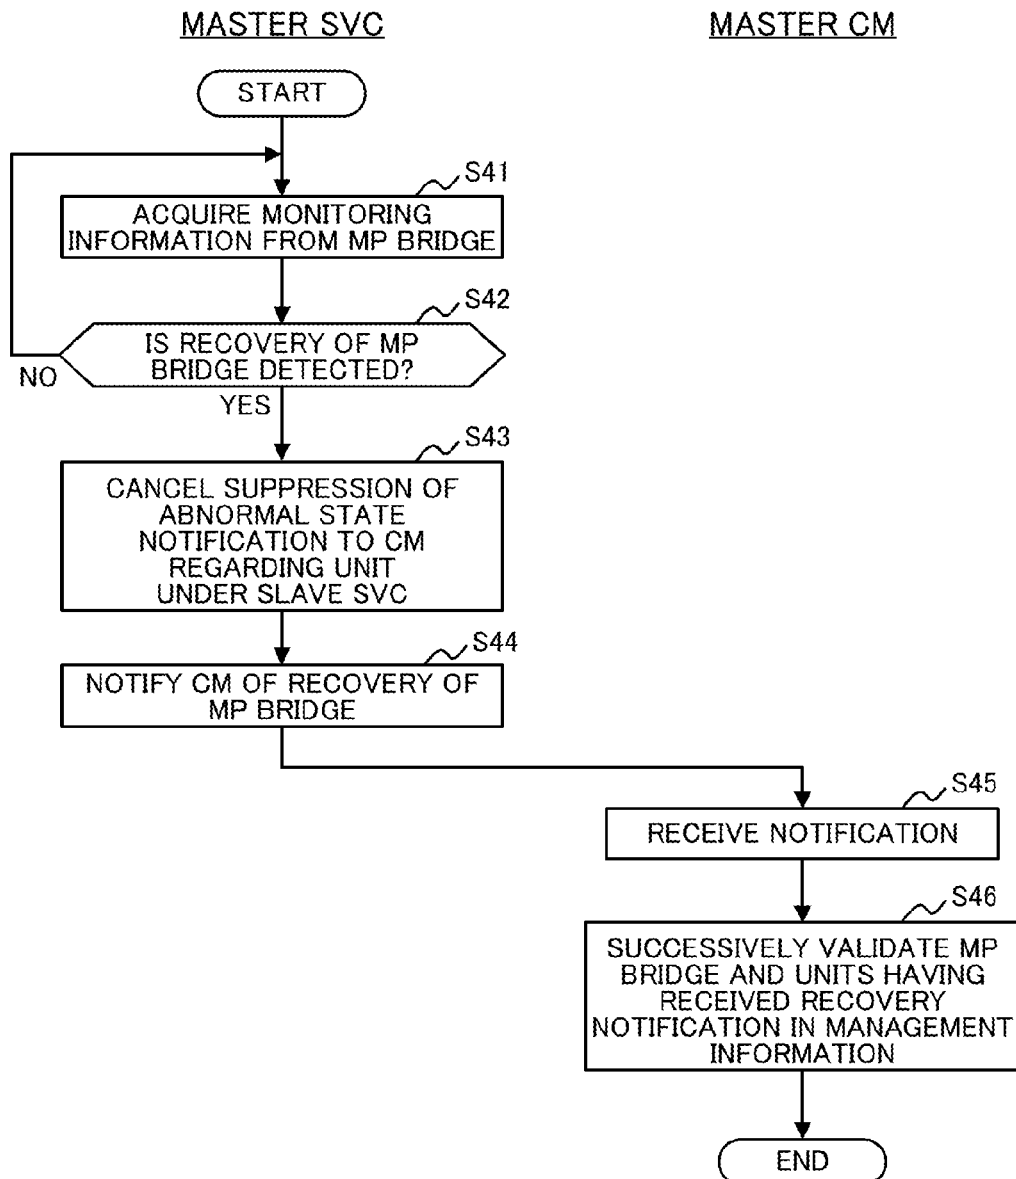 MASTER SVC
MASTER CM
START
S41
ACQUIRE MONITORING
INFORMATION FROM MP BRIDGE
S42
IS RECOVERY OF MP
BRIDGE DETECTED?
NO
YES
S43
CANCEL SUPPRESSION OF
ABNORMAL STATE
NOTIFICATION TO CM
REGARDING UNIT
UNDER SLAVE SVC
S44
NOTIFY CM OF RECOVERY OF
MP BRIDGE
S45
RECEIVE NOTIFICATION
S46
SUCCESSIVELY VALIDATE MP
BRIDGE AND UNITS HAVING
RECEIVED RECOVERY
NOTIFICATION IN MANAGEMENT
INFORMATION
END